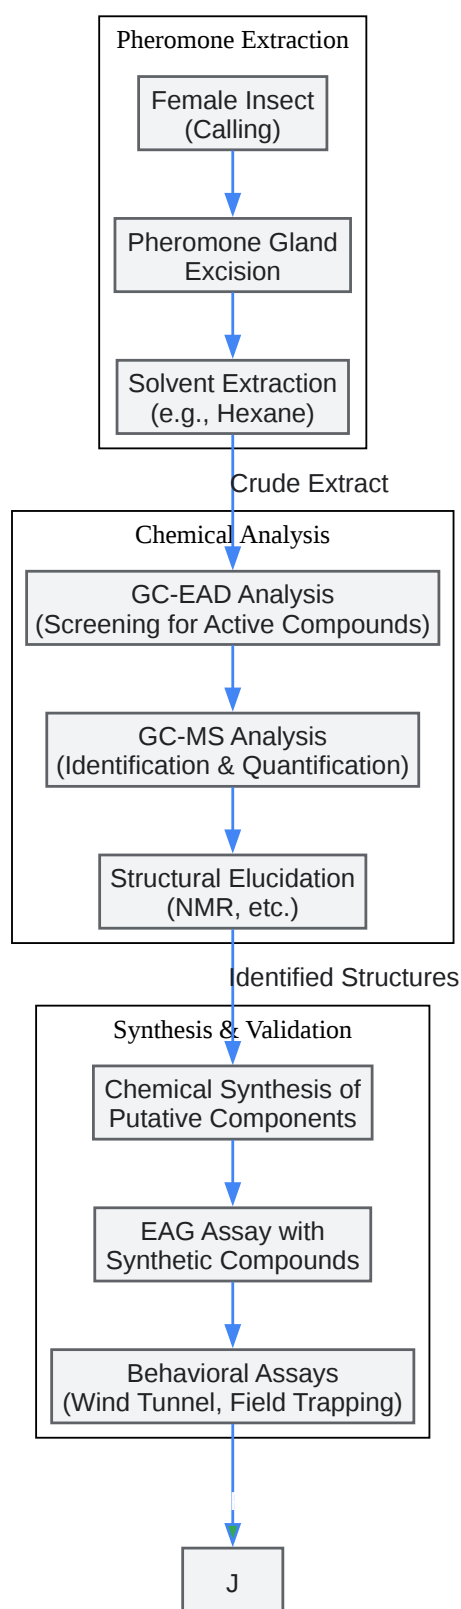 Pheromone Extraction
Female Insect
(Calling)
Pheromone Gland
Excision
Solvent Extraction
(e.g., Hexane)
Crude Extract
Chemical Analysis
GC-EAD Analysis
(Screening for Active Compounds)
GC-MS Analysis
(Identification & Quantification)
Structural Elucidation
(NMR, etc.)
Identified Structures
Synthesis & Validation
Chemical Synthesis of
Putative Components
EAG Assay with
Synthetic Compounds
Behavioral Assays
(Wind Tunnel, Field Trapping)
J